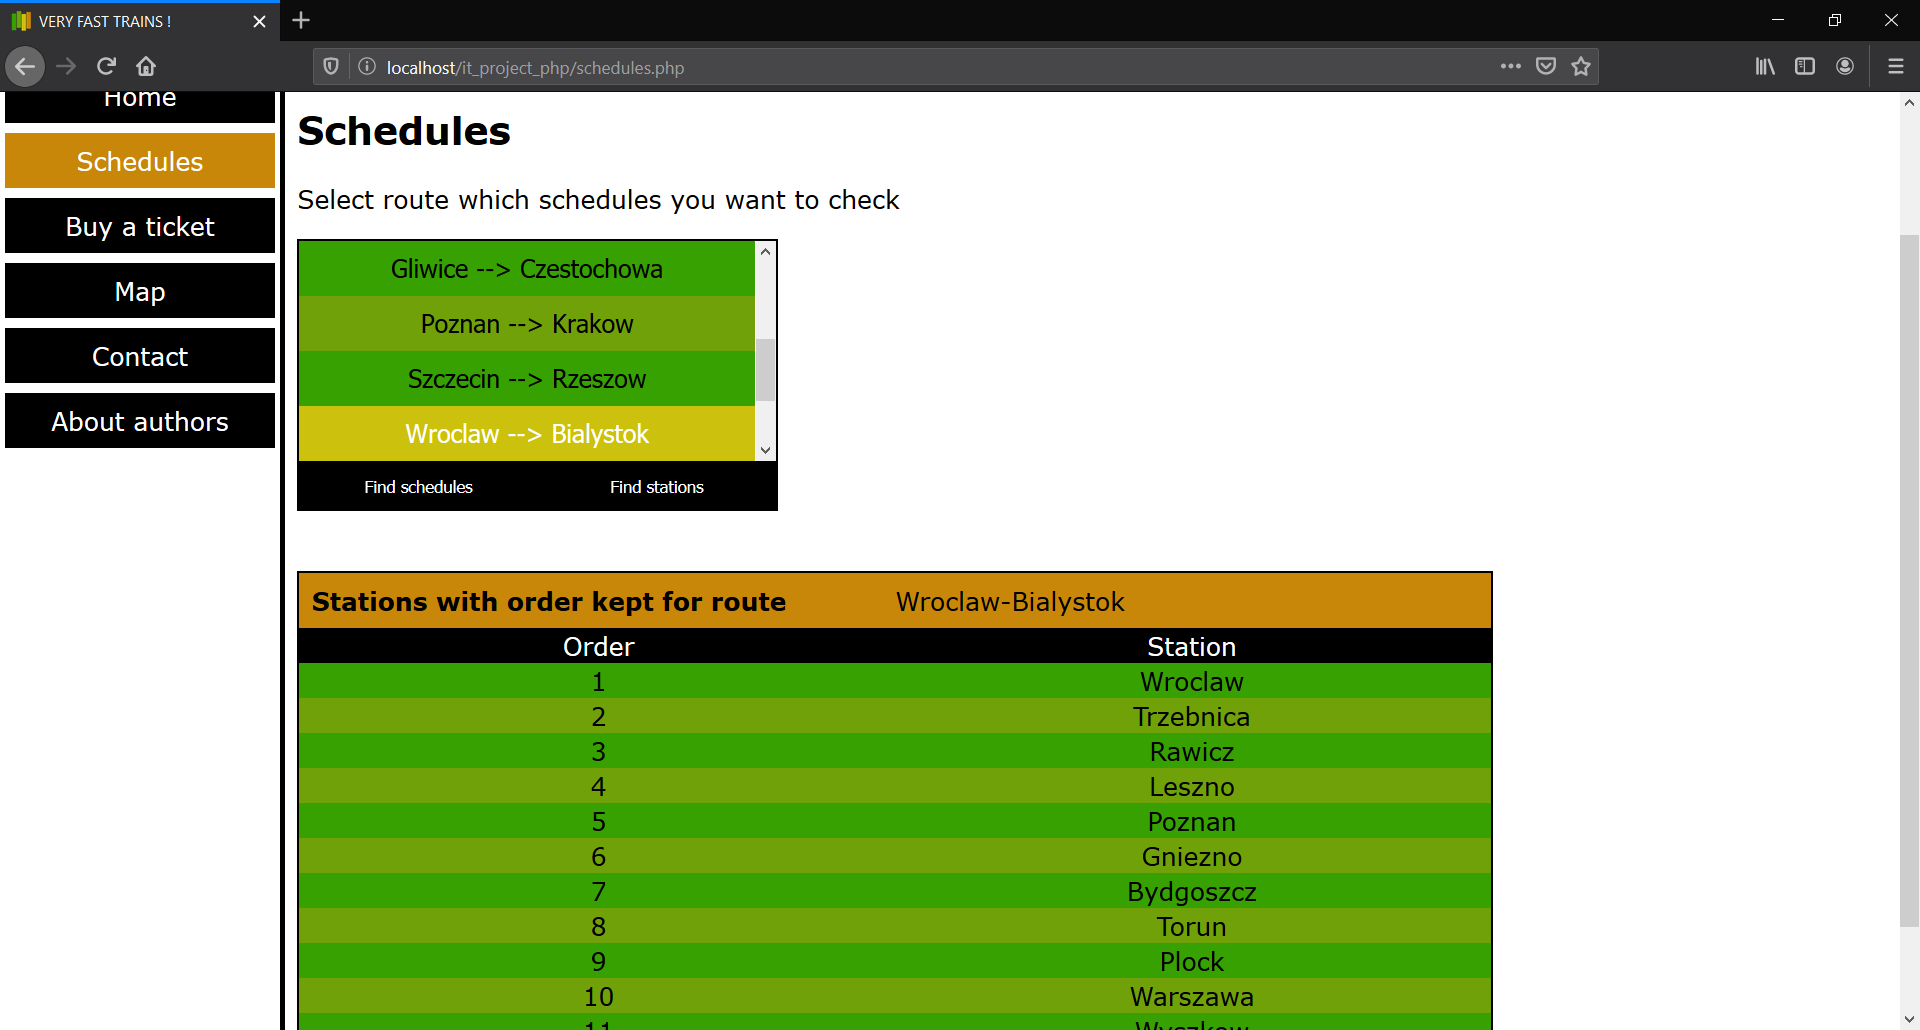 VERY FAST TRAINS !
localhost/it_project_php/schedules.php
Home
Schedules
Buy a ticket
Map
Contact
About authors
Schedules
Select route which schedules you want to check
Gliwice --> Czestochowa
Poznan --> Krakow
Szczecin --> Rzeszow
Wroclaw --> Bialystok
Find schedules Find stations
Stations with order kept for route Wroclaw-Bialystok
Order Station
1 Wroclaw
2 Trzebnica
3 Rawicz
4 Leszno
5 Poznan
6 Gniezno
7 Bydgoszcz
8 Torun
9 Plock
10 Warszawa
11 Wyszkow